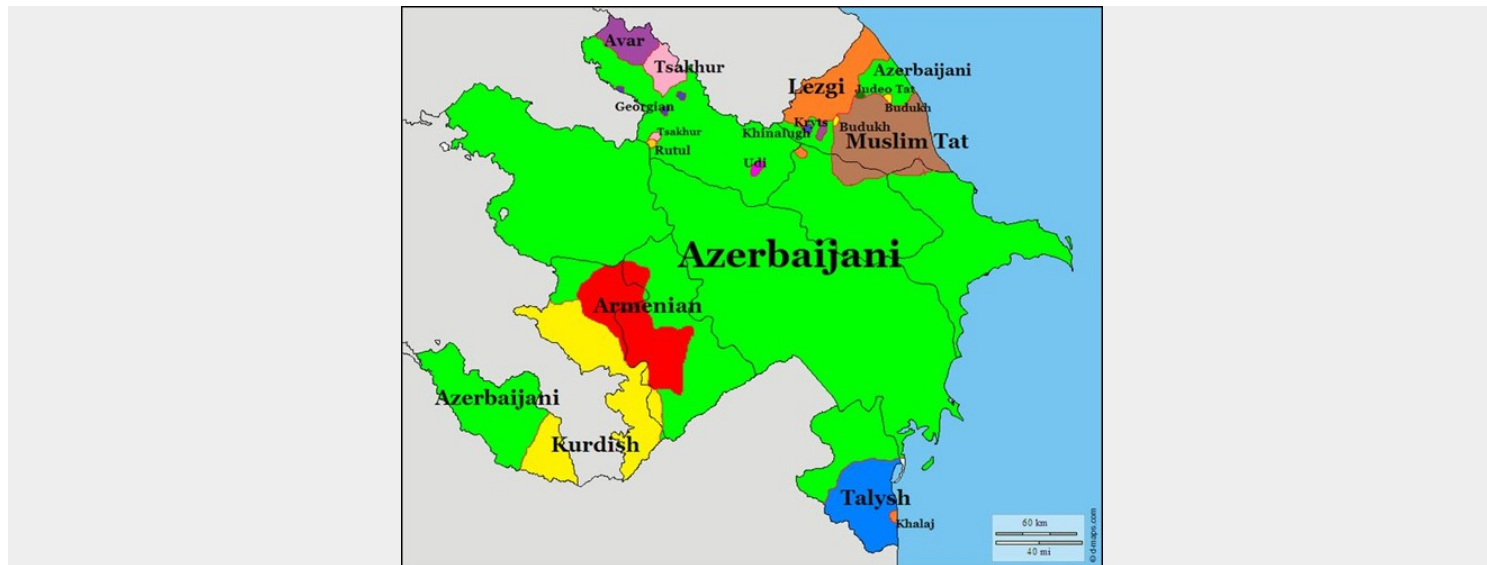 Avar
Tsakhur
Lezgi
Azerbaijani
Judeo Tat
Georgian
Budukh
Kryts
Budukh
Tsakhur
Khinalugh
Muslim Tat
Rutul
Udi
Azerbaijani
Armenian
Azerbaijani
Kurdish
Talysh
Khalaj
60 km
40 mi
© d-maps.com